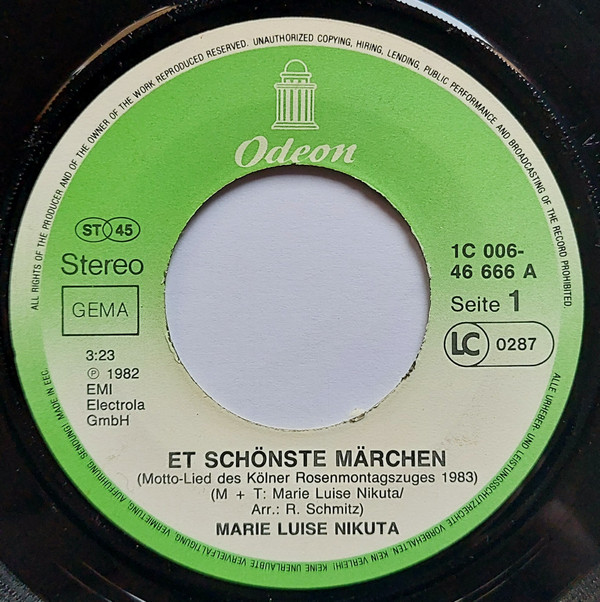 ALL RIGHTS OF THE PRODUCER AND OF THE OWNER OF THE WORK REPRODUCED RESERVED. UNAUTHORIZED COPYING, HIRING, LENDING, PUBLIC PERFORMANCE AND BROADCASTING OF THE RECORD PROHIBITED.
Odeon
ST 45
Stereo
GEMA
3:23
℗ 1982
EMI
Electrola
GmbH
1C 006-
46 666 A
Seite 1
LC 0287
ET SCHÖNSTE MÄRCHEN
(Motto-Lied des Kölner Rosenmontagszuges 1983)
(M + T: Marie Luise Nikuta/
Arr.: R. Schmitz)
MARIE LUISE NIKUTA
ALLE URHEBER- UND LEISTUNGSSCHUTZRECHTE VORBEHALTEN. KEIN VERLEIH! KEINE UNERLAUBTE VERVIELFÄLTIGUNG, VERMIETUNG, AUFFÜHRUNG, SENDUNG! MADE IN EEC.